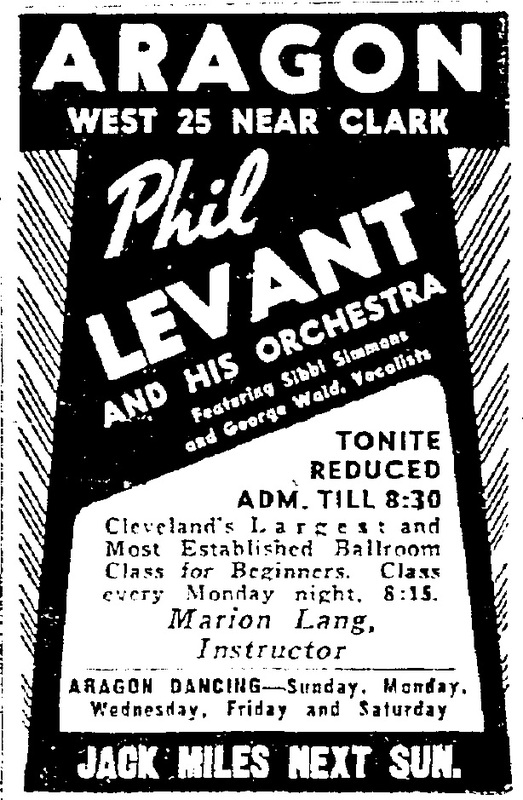 ARAGON
WEST 25 NEAR CLARK
Phil
LEVANT
AND HIS ORCHESTRA
Featuring Sibbi Simmons
and George Wald, Vocalists
TONITE
REDUCED
ADM. TILL 8:30
Cleveland's Largest and
Most Established Ballroom
Class for Beginners. Class
every Monday night, 8:15.
Marion Lang,
Instructor
ARAGON DANCING—Sunday, Monday,
Wednesday, Friday and Saturday
JACK MILES NEXT SUN.